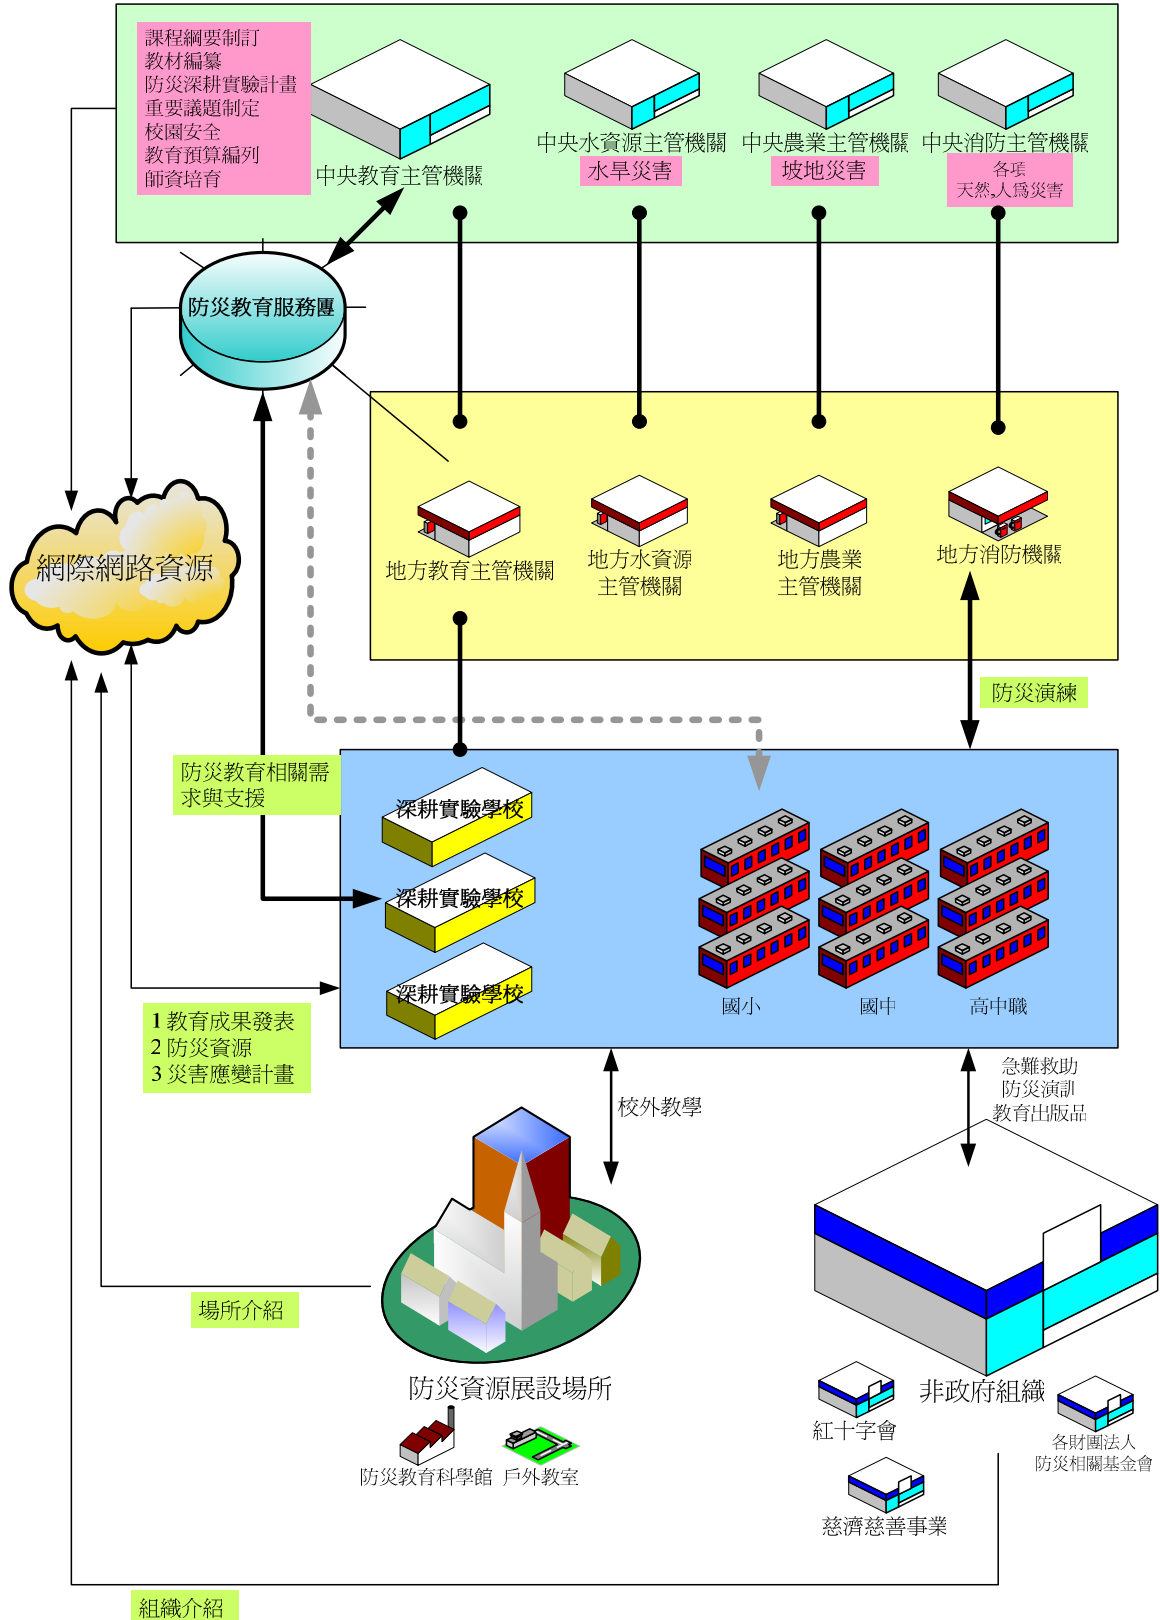 課程綱要制訂
教材編纂
防災深耕實驗計畫
重要議題制定
校園安全
教育預算編列
師資培育
中央教育主管機關
中央水資源主管機關
水旱災害
中央農業主管機關
坡地災害
中央消防主管機關
各項
天然,人為災害
防災教育服務團
網際網路資源
地方教育主管機關
地方水資源
主管機關
地方農業
主管機關
地方消防機關
防災演練
防災教育相關需
求與支援
深耕實驗學校
深耕實驗學校
深耕實驗學校
國小
國中
高中職
1 教育成果發表
2 防災資源
3 災害應變計畫
校外教學
急難救助
防災演訓
教育出版品
場所介紹
防災資源展設場所
防災教育科學館
戶外教室
非政府組織
紅十字會
各財團法人
防災相關基金會
慈濟慈善事業
組織介紹